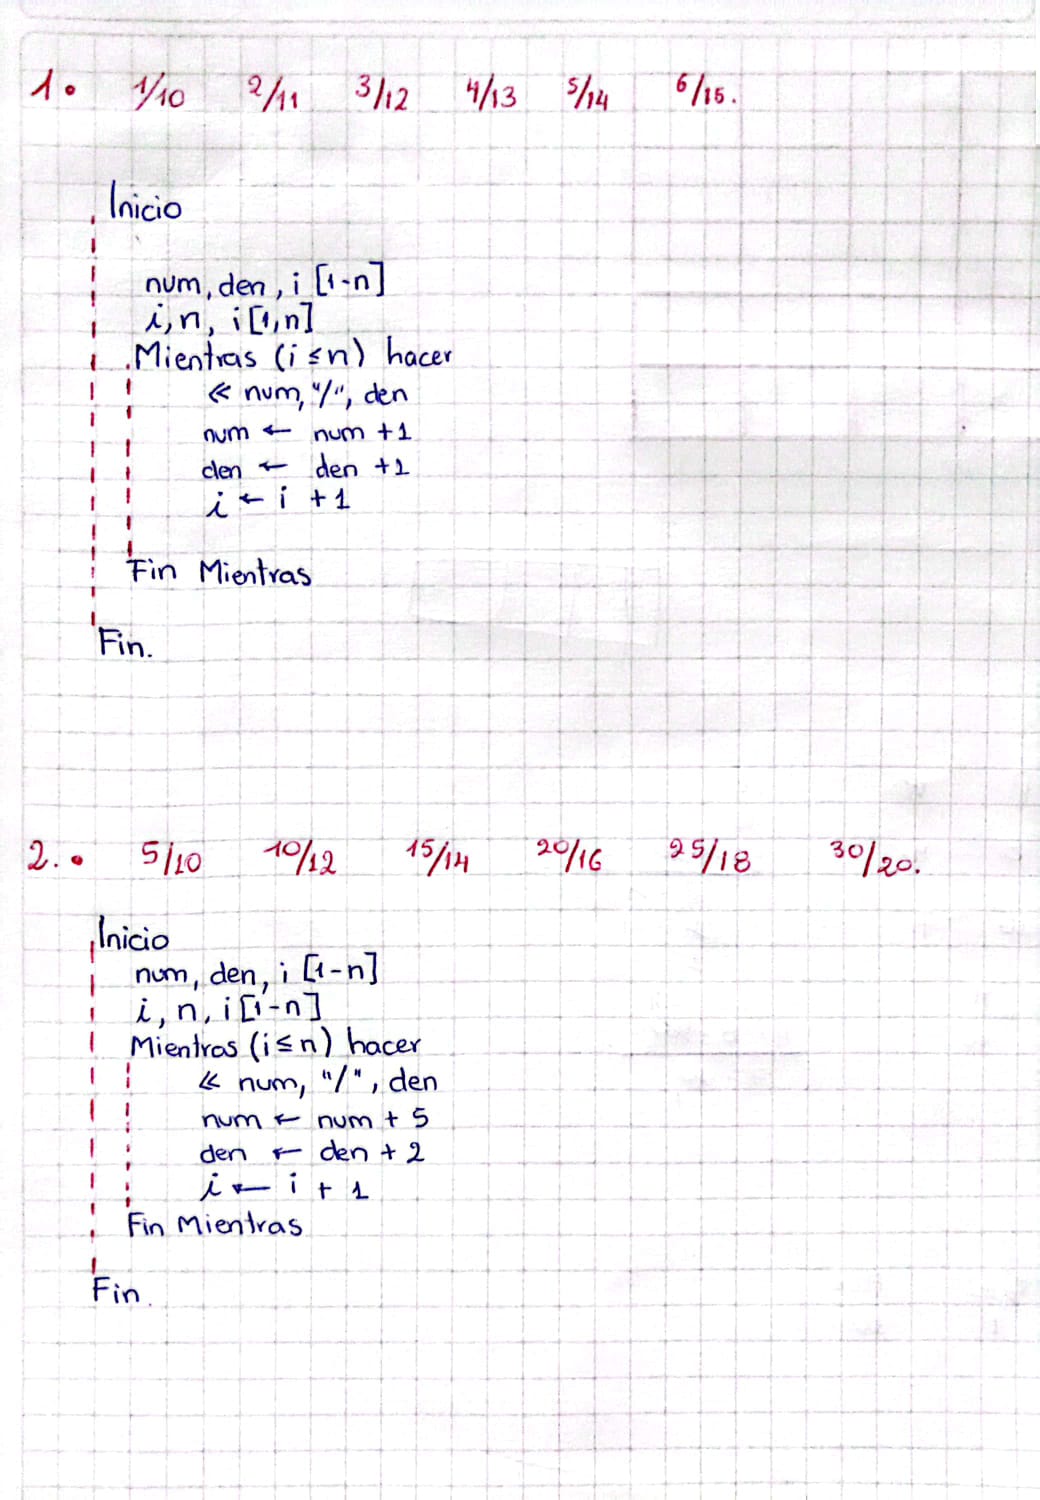 1. 1/10 2/11 3/12 4/13 5/14 6/15.
Inicio
num, den, i [1-n]
i, n, i [1, n]
Mientras (i ≤ n) hacer
« num, "/", den
num ← num + 1
den ← den + 1
i ← i + 1
Fin Mientras
Fin.
2. 5/10 10/12 15/14 20/16 25/18 30/20.
Inicio
num, den, i [1-n]
i, n, i [1-n]
Mientras (i ≤ n) hacer
« num, "/", den
num ← num + 5
den ← den + 2
i ← i + 1
Fin Mientras
Fin.